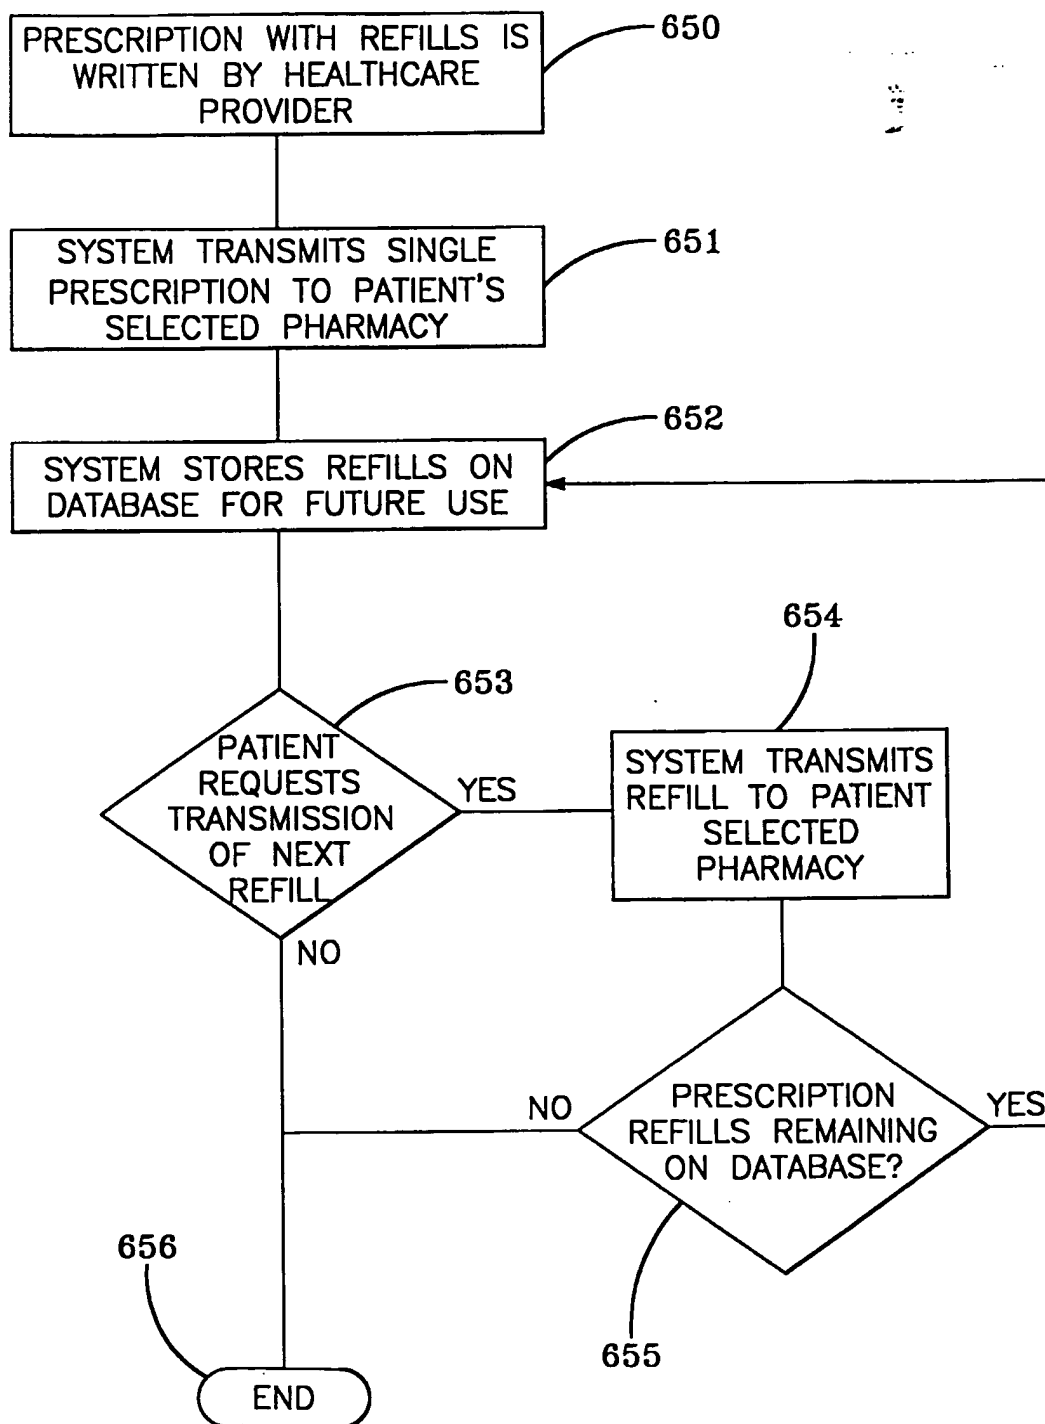 PRESCRIPTION WITH REFILLS IS
WRITTEN BY HEALTHCARE
PROVIDER
650
SYSTEM TRANSMITS SINGLE
PRESCRIPTION TO PATIENT'S
SELECTED PHARMACY
651
SYSTEM STORES REFILLS ON
DATABASE FOR FUTURE USE
652
PATIENT
REQUESTS
TRANSMISSION
OF NEXT
REFILL
653
YES
NO
SYSTEM TRANSMITS
REFILL TO PATIENT
SELECTED
PHARMACY
654
PRESCRIPTION
REFILLS REMAINING
ON DATABASE?
655
NO
YES
END
656